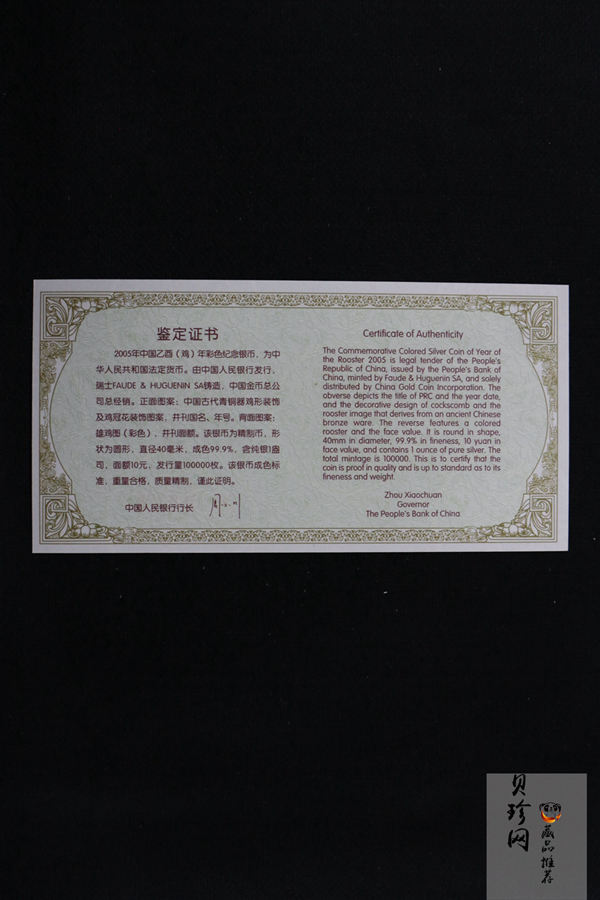 鉴定证书
2005年中国乙酉（鸡）年彩色纪念银币，为中
华人民共和国法定货币。由中国人民银行发行，
瑞士FAUDE & HUGUENIN SA铸造，中国金币总公
司总经销。正面图案：中国古代青铜器鸡形装饰
及鸡冠花装饰图案，并刊国名、年号。背面图案：
雄鸡图（彩色），并刊面额。该银币为精制币，形
状为圆形，直径40毫米，成色99.9%，含纯银1盎
司，面额10元，发行量100000枚。该银币成色标
准，重量合格，质量精制，谨此证明。
中国人民银行行长
Certificate of Authenticity
The Commemorative Colored Silver Coin of Year of
the Rooster 2005 is legal tender of the People's
Republic of China, issued by the People's Bank of
China, minted by Faude & Huguenin SA, and solely
distributed by China Gold Coin Incorporation. The
obverse depicts the title of PRC and the year date,
and the decorative design of cockscomb and the
rooster image that derives from an ancient Chinese
bronze ware. The reverse features a colored
rooster and the face value. It is round in shape,
40mm in diameter, 99.9% in fineness, 10 yuan in
face value, and contains 1 ounce of pure silver. The
total mintage is 100000. This is to certify that the
coin is proof in quality and is up to standard as to its
fineness and weight.
Zhou Xiaochuan
Governor
The People's Bank of China
贝珍网
藏品推荐